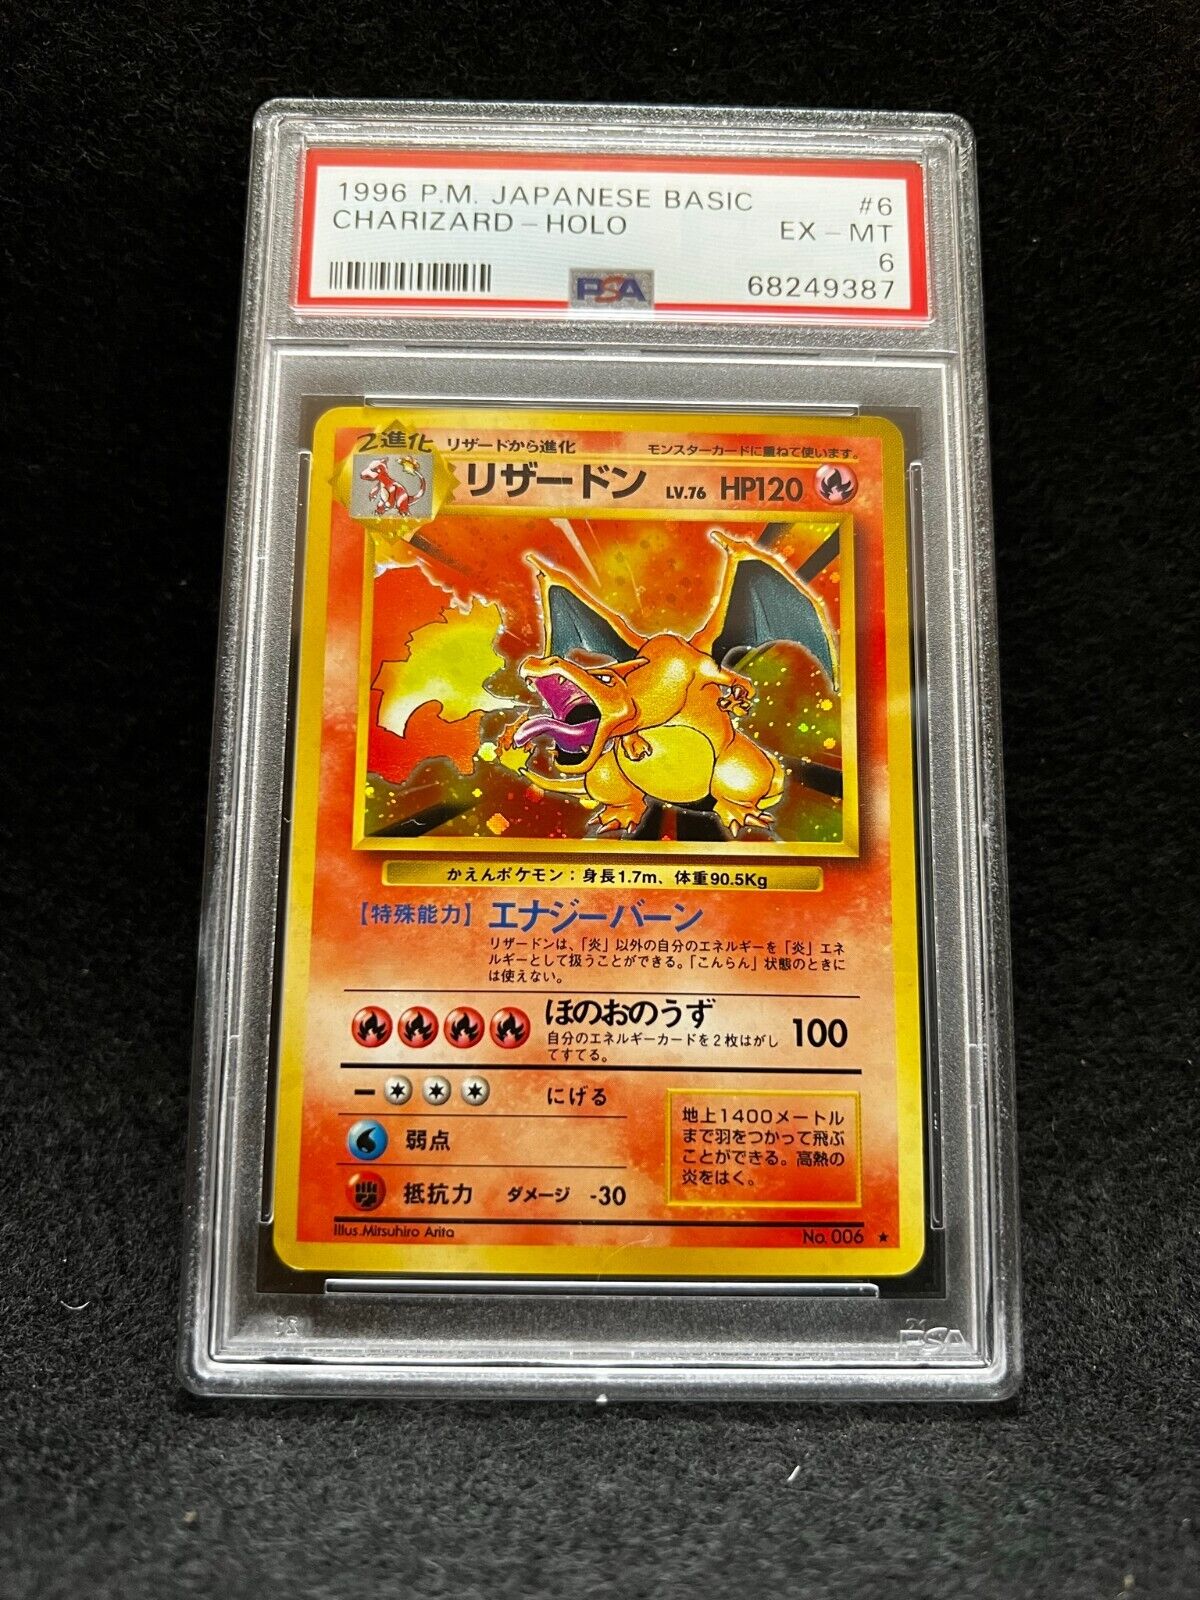 1996 P.M. JAPANESE BASIC #6
CHARIZARD-HOLO EX-MT
6
PSA 68249387
2進化 リザードから進化 モンスターカードに重ねて使います。
リザードン LV.76 HP120
かえんポケモン：身長1.7m、体重90.5Kg
【特殊能力】エナジーバーン
リザードンは、「炎」以外の自分のエネルギーを「炎」エネ
ルギーとして扱うことができる。「こんらん」状態のときに
は使えない。
ほのおのうず 100
自分のエネルギーカードを2枚はがし
てすてる。
にげる
弱点
抵抗力 ダメージ -30
地上1400メートル
まで羽をつかって飛ぶ
ことができる。高熱の
炎をはく。
Illus.Mitsuhiro Arita No.006 ★
PSA